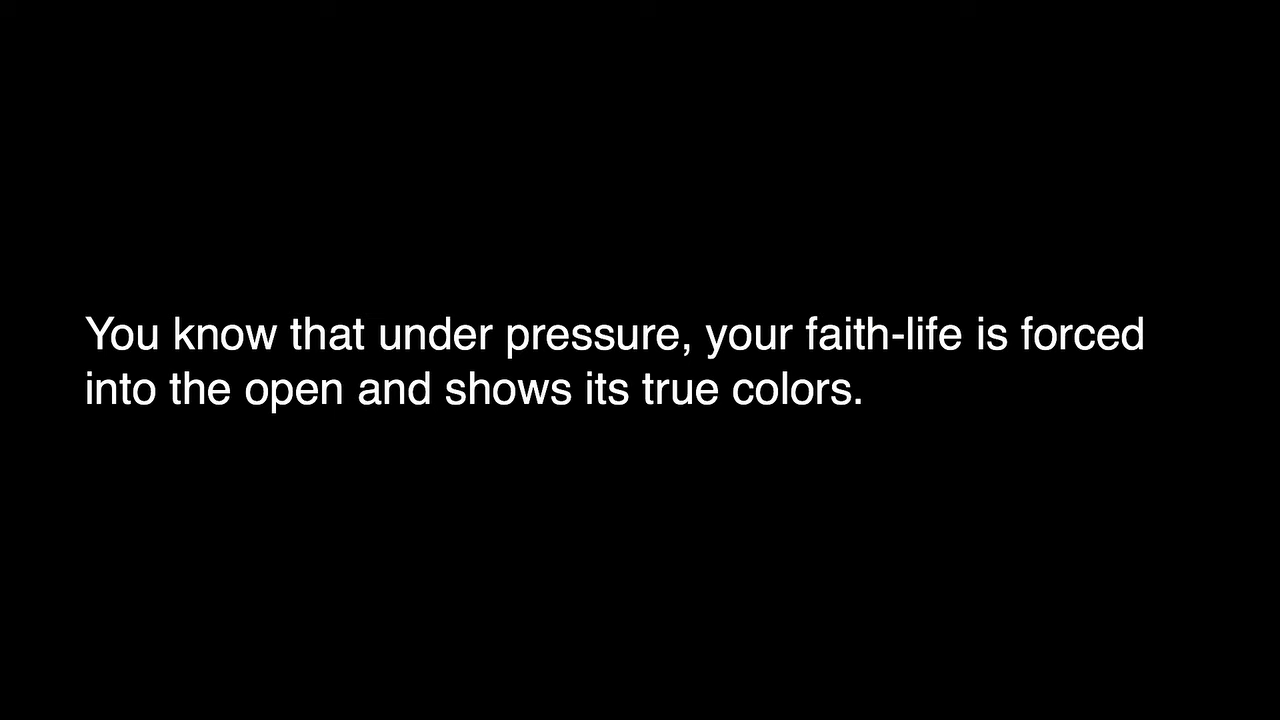 You know that under pressure, your faith-life is forced
into the open and shows its true colors.